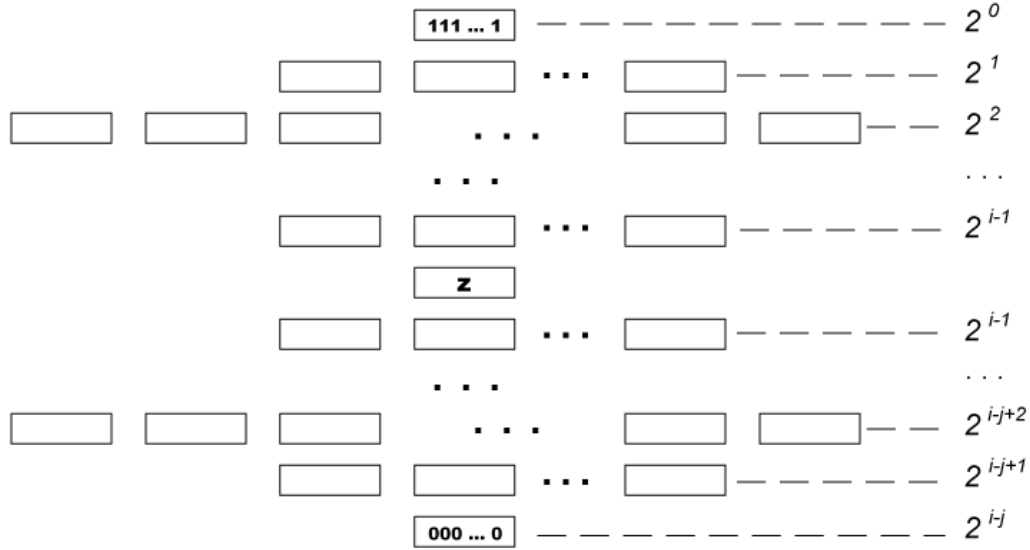 111 ... 1 2^0
... 2^1
... 2^2
... ...
... 2^{i-1}
z
... 2^{i-1}
... ...
... 2^{i-j+2}
... 2^{i-j+1}
000 ... 0 2^{i-j}